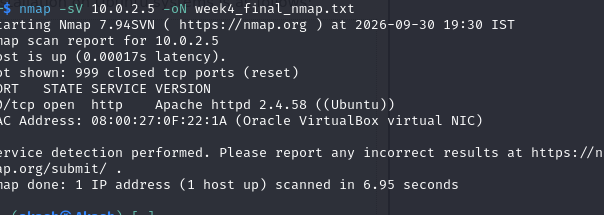 $ nmap -sV 10.0.2.5 -oN week4_final_nmap.txt
tarting Nmap 7.94SVN ( https://nmap.org ) at 2026-09-30 19:30 IST
map scan report for 10.0.2.5
ost is up (0.00017s latency).
ot shown: 999 closed tcp ports (reset)
ORT   STATE SERVICE VERSION
0/tcp open  http    Apache httpd 2.4.58 ((Ubuntu))
AC Address: 08:00:27:0F:22:1A (Oracle VirtualBox virtual NIC)
ervice detection performed. Please report any incorrect results at https://n
ap.org/submit/ .
map done: 1 IP address (1 host up) scanned in 6.95 seconds